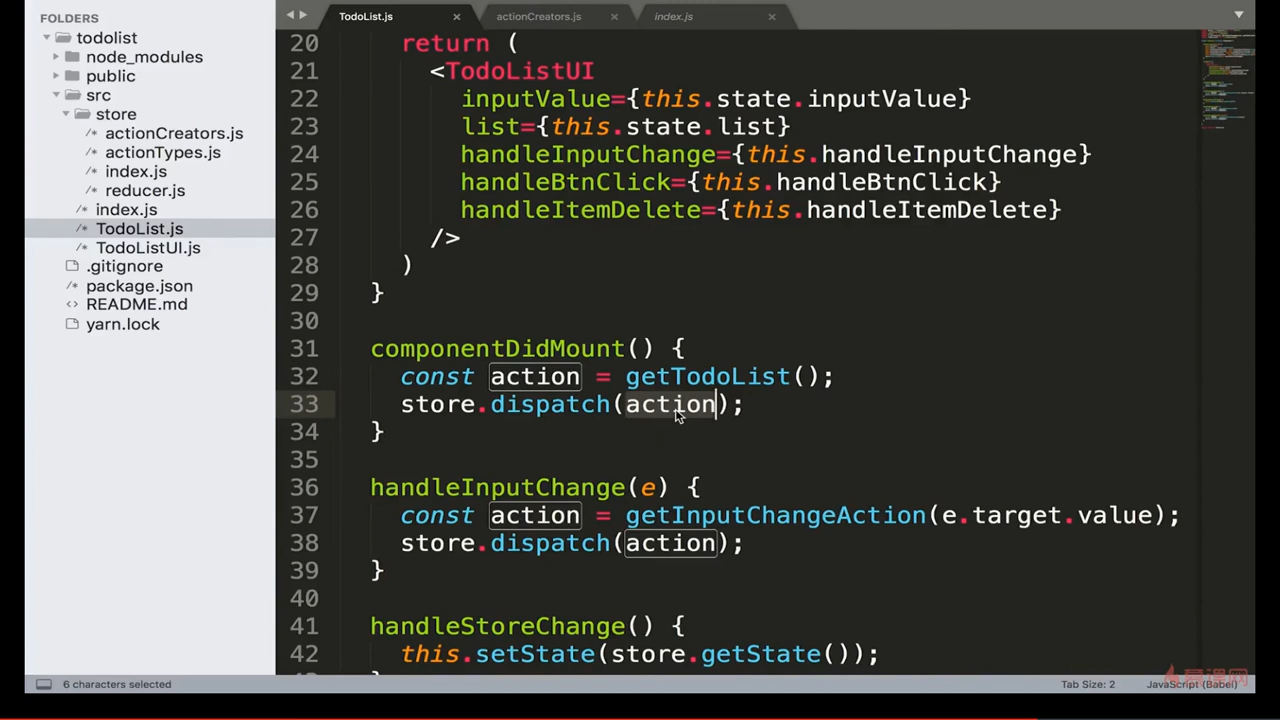 FOLDERS
todolist
node_modules
public
src
store
/* actionCreators.js
/* actionTypes.js
/* index.js
/* reducer.js
/* index.js
/* TodoList.js
/* TodoListUI.js
.gitignore
/* package.json
<> README.md
yarn.lock
TodoList.js × actionCreators.js × index.js ×
20 return (
21 <TodoListUI
22 inputValue={this.state.inputValue}
23 list={this.state.list}
24 handleInputChange={this.handleInputChange}
25 handleBtnClick={this.handleBtnClick}
26 handleItemDelete={this.handleItemDelete}
27 />
28 )
29 }
30
31 componentDidMount() {
32 const action = getTodoList();
33 store.dispatch(action);
34 }
35
36 handleInputChange(e) {
37 const action = getInputChangeAction(e.target.value);
38 store.dispatch(action);
39 }
40
41 handleStoreChange() {
42 this.setState(store.getState());
6 characters selected
Tab Size: 2
JavaScript (Babel)
慕课网